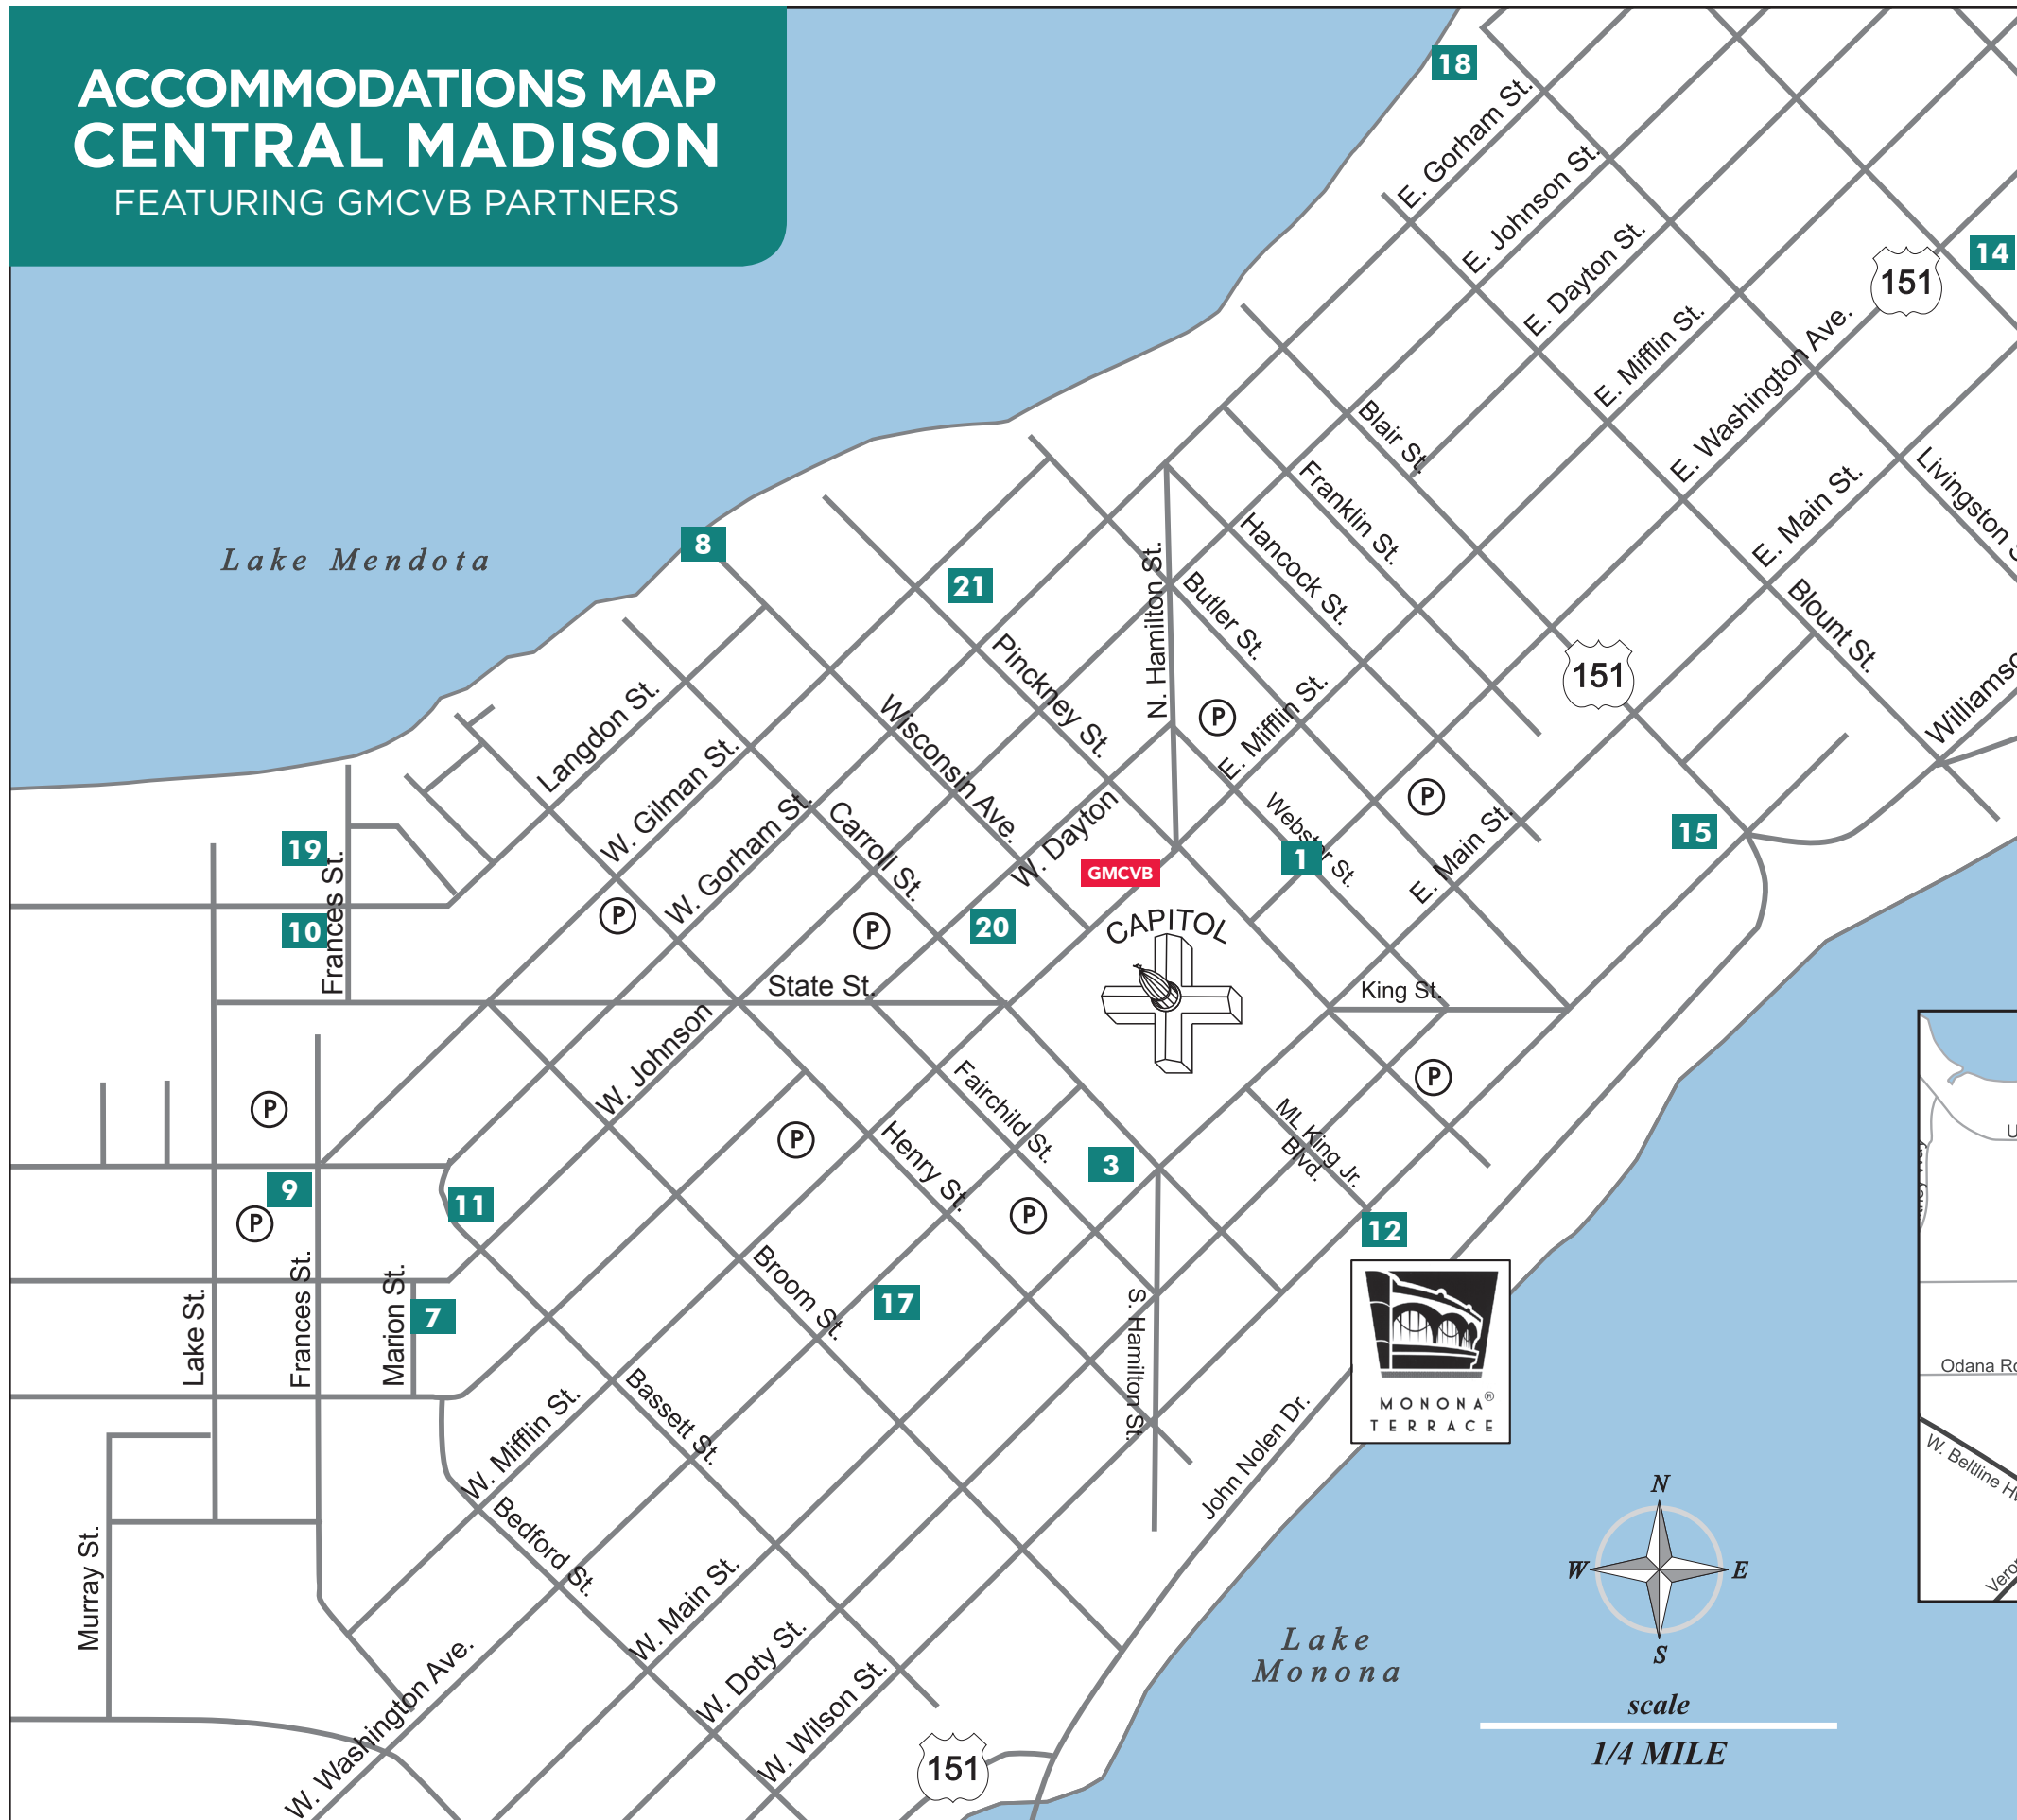 ACCOMMODATIONS MAP
CENTRAL MADISON
FEATURING GMCVB PARTNERS
18
E. Gorham St.
E. Johnson St.
E. Dayton St.
14
151
E. Mifflin St.
E. Washington Ave.
Blair St.
E. Main St.
Livingston
Franklin St.
Lake Mendota
8
21
Hancock St.
N. Hamilton St.
Butler St.
Blount St.
151
Pinckney St.
Langdon St.
Wisconsin Ave.
P
E. Mifflin St.
W. Gilman St.
W. Gorham St.
Carroll St.
W. Dayton
P
Webster St.
E. Main St.
15
19
Frances St.
GMCVB
1
10
P
P
20
CAPITOL
State St.
King St.
W. Johnson
P
Fairchild St.
P
ML King Jr.
Blvd.
P
Henry St.
3
9
11
P
P
12
Broom St.
17
Lake St.
Frances St.
Marion St.
7
S. Hamilton St.
MONONA®
TERRACE
Odana
W. Beltline
W. Mifflin St.
Bassett St.
John Nolen Dr.
Bedford St.
Murray St.
W. Main St.
W. Doty St.
W. Washington Ave.
W. Wilson St.
151
Lake
Monona
N
W
E
S
scale
1/4 MILE